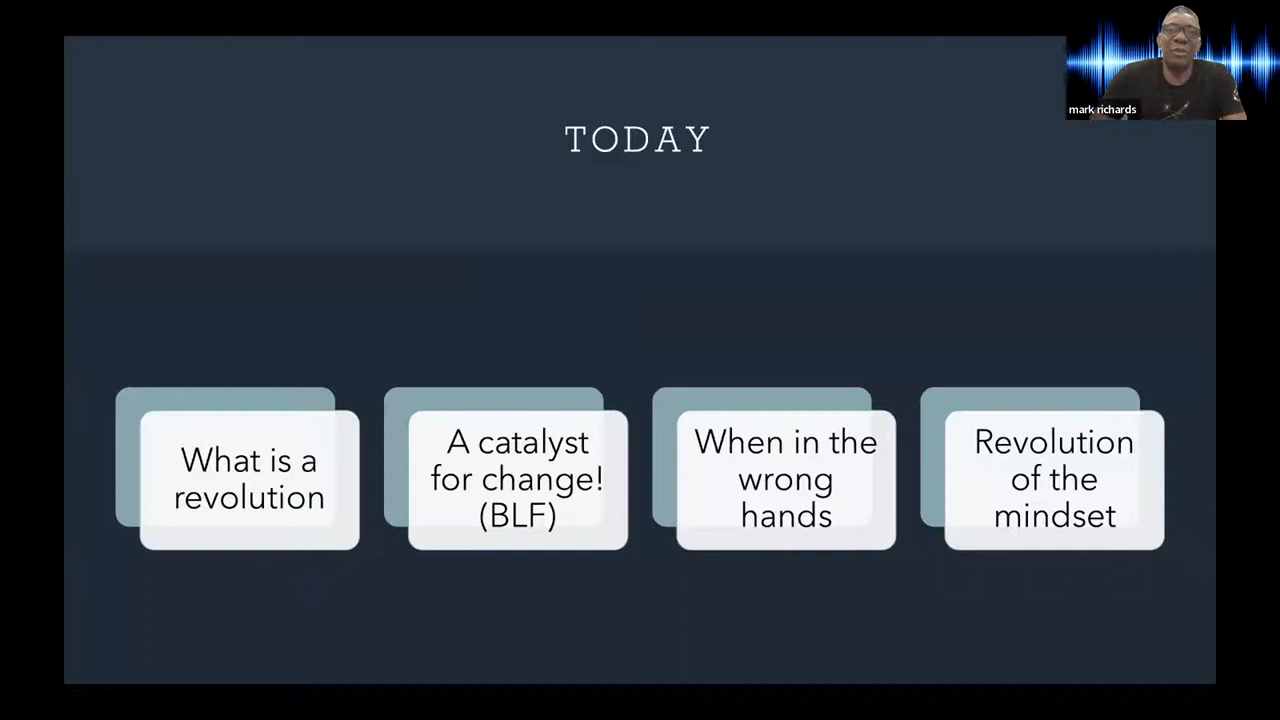 mark richards
TODAY
What is a
revolution
A catalyst
for change!
(BLF)
When in the
wrong
hands
Revolution
of the
mindset